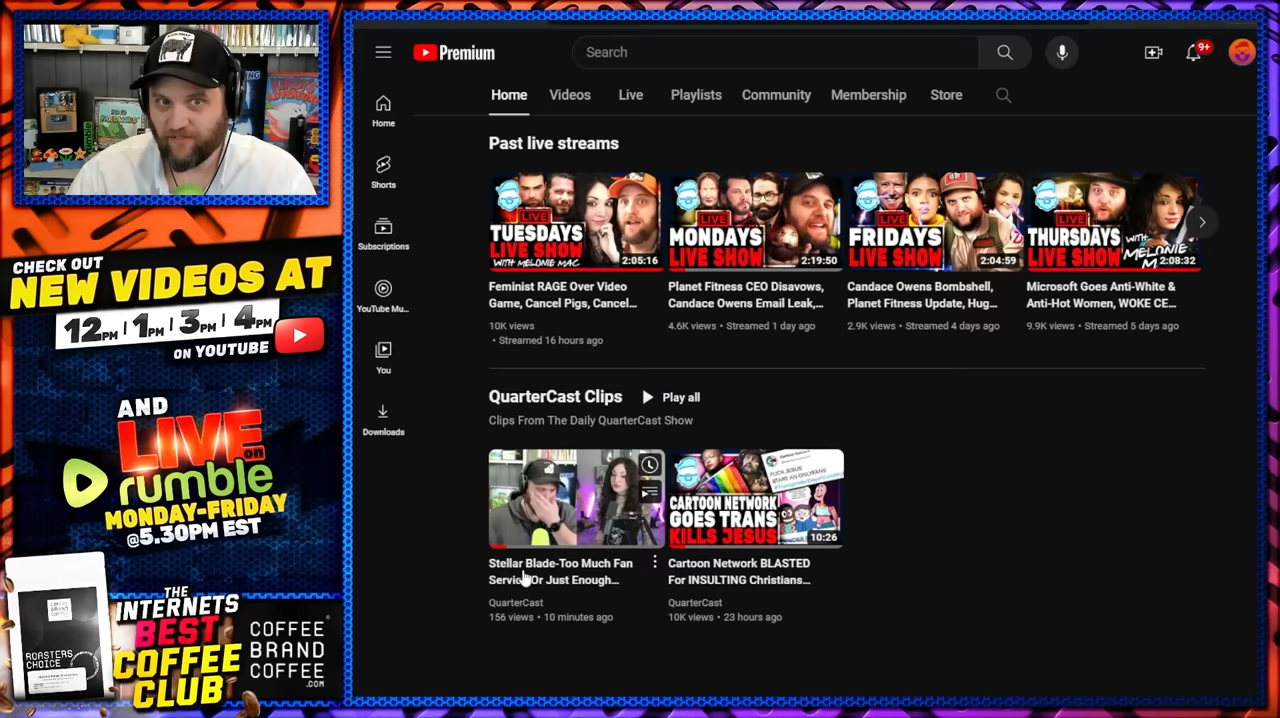 CHECK OUT
NEW VIDEOS AT
12PM | 1PM | 3PM | 4PM
ON YOUTUBE
AND
LIVE
on
rumble
MONDAY-FRIDAY
@5.30PM EST
ROASTERS
CHOICE
THE
INTERNETS
BEST
COFFEE
CLUB
COFFEE
BRAND
COFFEE
.COM
Premium
Search
9+
Home
Videos
Live
Playlists
Community
Membership
Store
Home
Shorts
Subscriptions
YouTube Mu...
You
Downloads
Past live streams
LIVE
TUESDAYS
LIVE SHOW
WITH MELONIE MAC
2:05:16
LIVE
MONDAYS
LIVE SHOW
2:19:50
LIVE
FRIDAYS
LIVE SHOW
2:04:59
LIVE
THURSDAYS
LIVE SHOW
WITH
MELONIE
2:08:32
Feminist RAGE Over Video
Game, Cancel Pigs, Cancel...
10K views
• Streamed 16 hours ago
Planet Fitness CEO Disavows,
Candace Owens Email Leak,...
4.6K views • Streamed 1 day ago
Candace Owens Bombshell,
Planet Fitness Update, Hug...
2.9K views • Streamed 4 days ago
Microsoft Goes Anti-White &
Anti-Hot Women, WOKE CE...
9.9K views • Streamed 5 days ago
QuarterCast Clips
Play all
Clips From The Daily QuarterCast Show
CARTOON NETWORK
GOES TRANS
KILLS JESUS
FUCK JESUS
START AN ONLYFANS
10:26
Stellar Blade-Too Much Fan
Service Or Just Enough...
QuarterCast
156 views • 10 minutes ago
Cartoon Network BLASTED
For INSULTING Christians...
QuarterCast
10K views • 23 hours ago